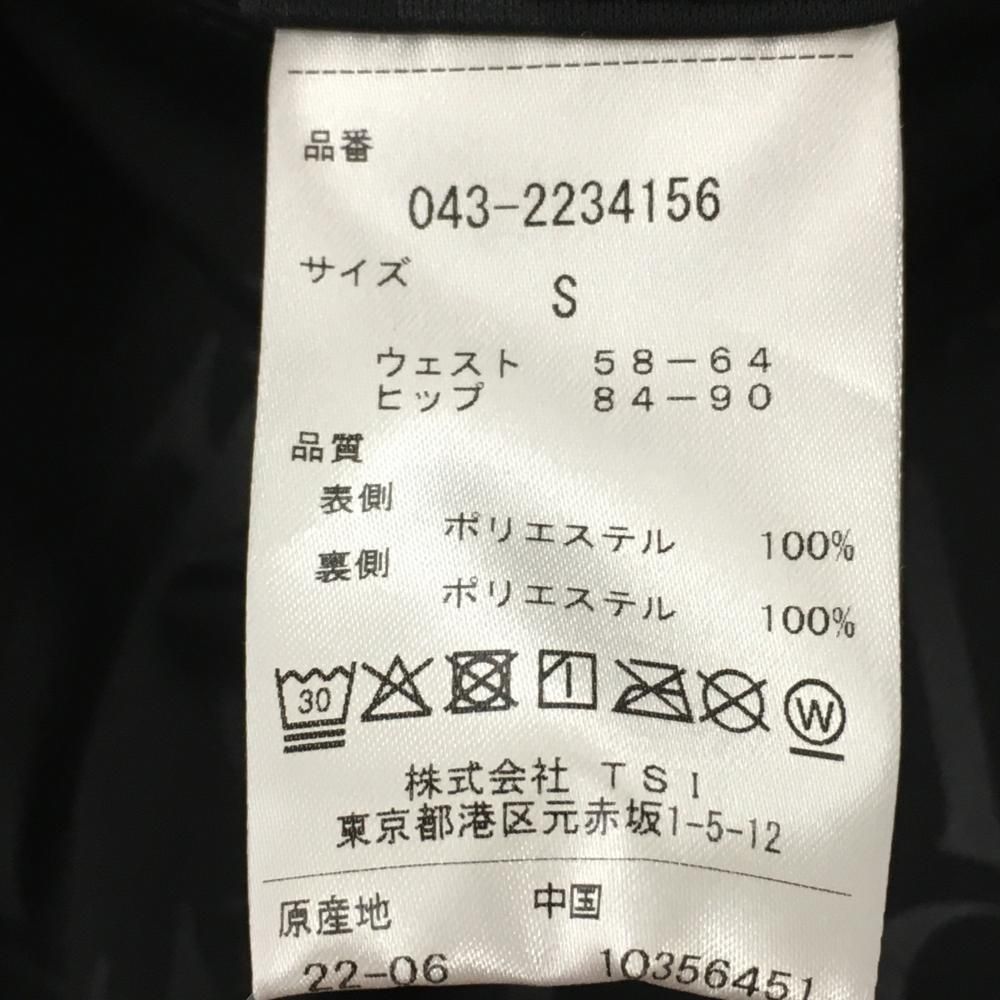 品番
043-2234156
サイズ
S
ウェスト 58-64
ヒップ 84-90
品質
表側
ポリエステル 100%
裏側
ポリエステル 100%
30
W
株式会社 TSI
東京都港区元赤坂1-5-12
原産地 中国
22-06 10356451